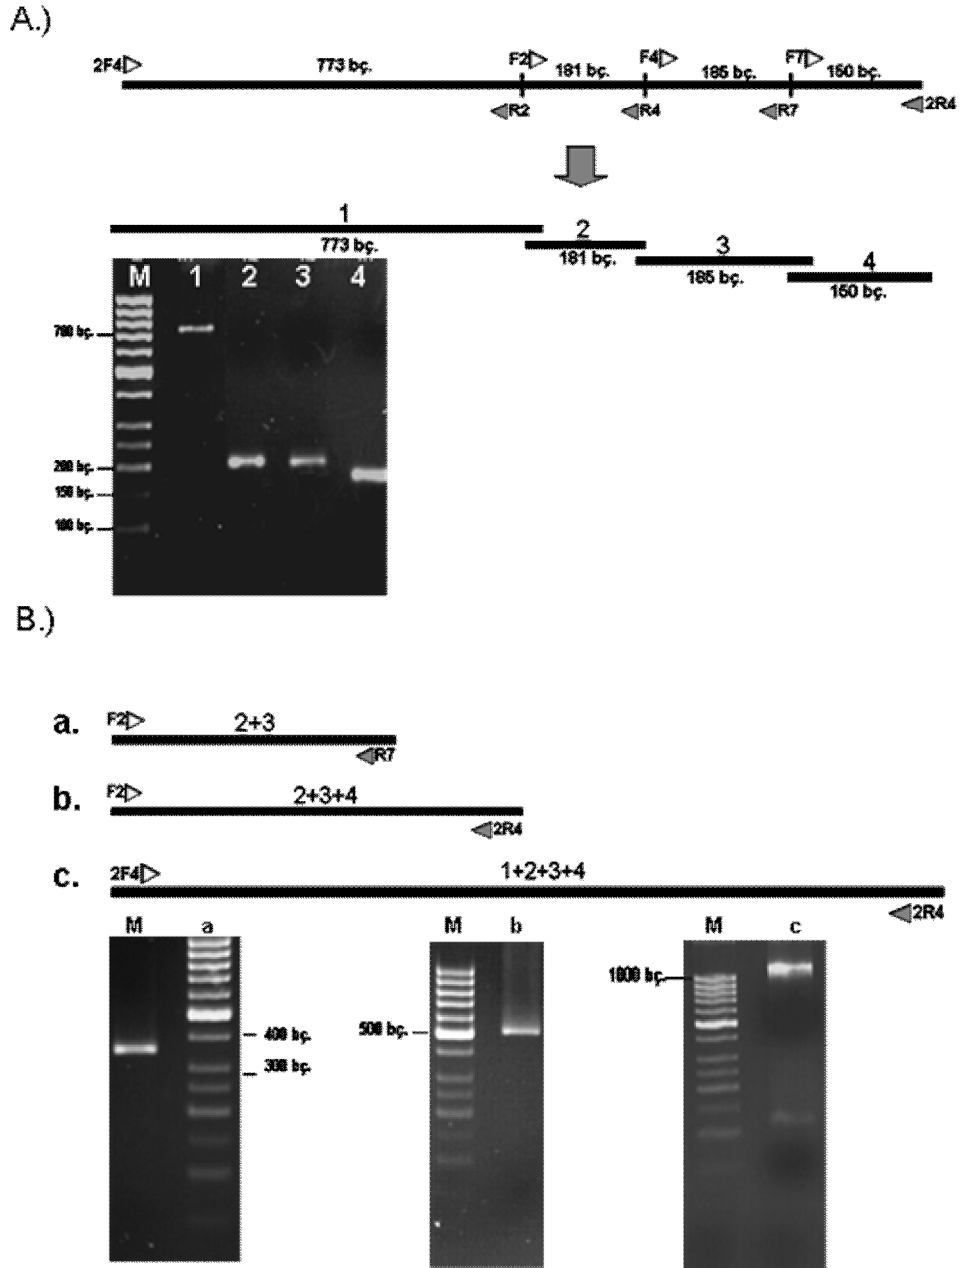 A.)
2F4 773 bç. F2 181 bç. F4 185 bç. F7 150 bç.
R2 R4 R7 2R4
1
773 bç.
2
181 bç.
3
185 bç.
4
150 bç.
M 1 2 3 4
700 bç.
200 bç.
150 bç.
100 bç.
B.)
a. F2 2+3
R7
b. F2 2+3+4
2R4
c. 2F4 1+2+3+4
2R4
M a M b M c
400 bç.
300 bç.
500 bç.
1000 bç.